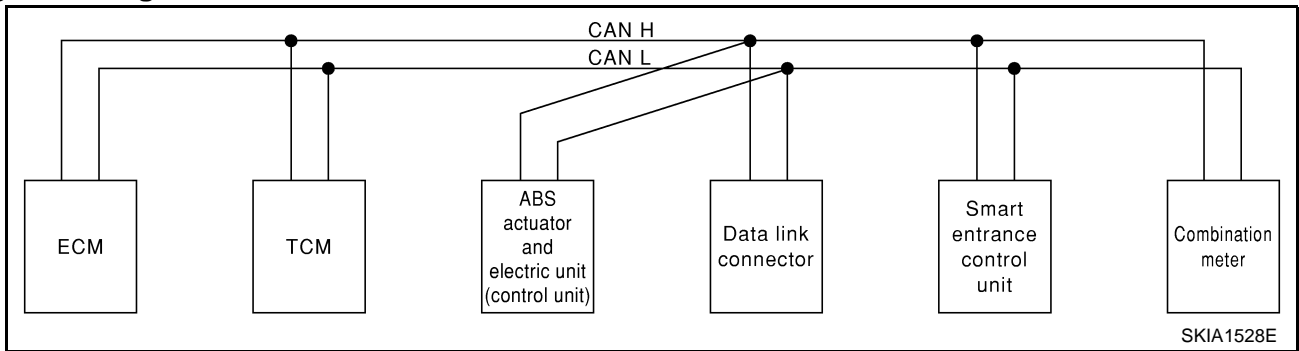 CAN H
CAN L
ECM
TCM
ABS
actuator
and
electric unit
(control unit)
Data link
connector
Smart
entrance
control
unit
Combination
meter
SKIA1528E